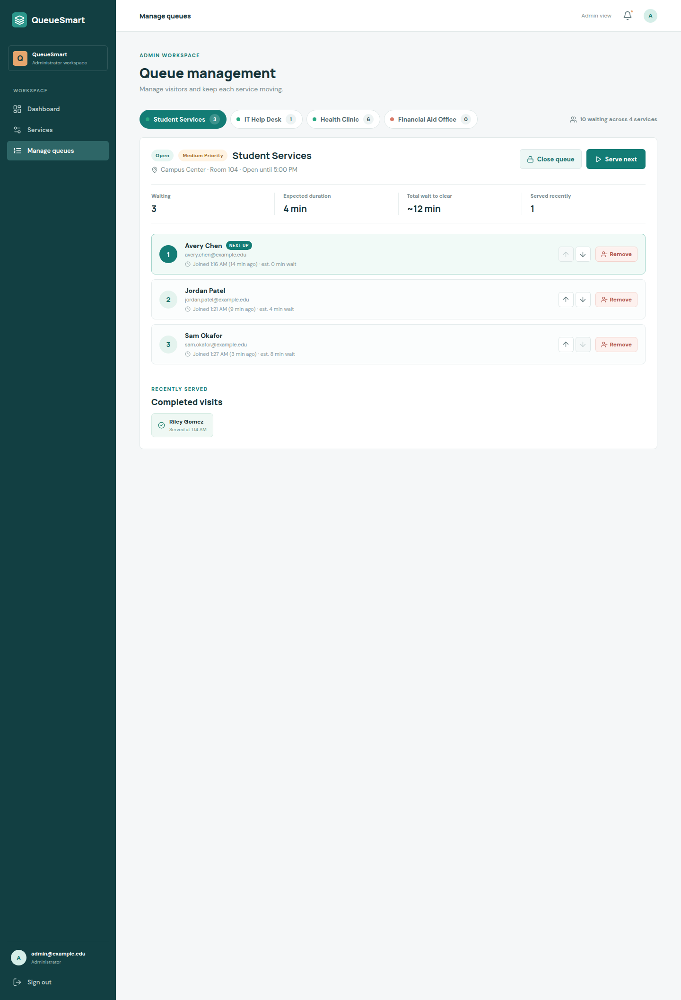 QueueSmart
Q
QueueSmart
Administrator workspace
WORKSPACE
Dashboard
Services
Manage queues
admin@example.edu
A
Administrator
Sign out
Manage queues
Admin view
A
ADMIN WORKSPACE
Queue management
Manage visitors and keep each service moving.
Student Services 3
IT Help Desk 1
Health Clinic 6
Financial Aid Office 0
10 waiting across 4 services
Open
Medium Priority
Student Services
Campus Center · Room 104 · Open until 5:00 PM
Close queue
Serve next
Waiting
3
Expected duration
4 min
Total wait to clear
~12 min
Served recently
1
1
Avery Chen NEXT UP
avery.chen@example.edu
Joined 1:16 AM (14 min ago) · est. 0 min wait
Remove
2
Jordan Patel
jordan.patel@example.edu
Joined 1:21 AM (9 min ago) · est. 4 min wait
Remove
3
Sam Okafor
sam.okafor@example.edu
Joined 1:27 AM (3 min ago) · est. 8 min wait
Remove
RECENTLY SERVED
Completed visits
Riley Gomez
Served at 1:14 AM